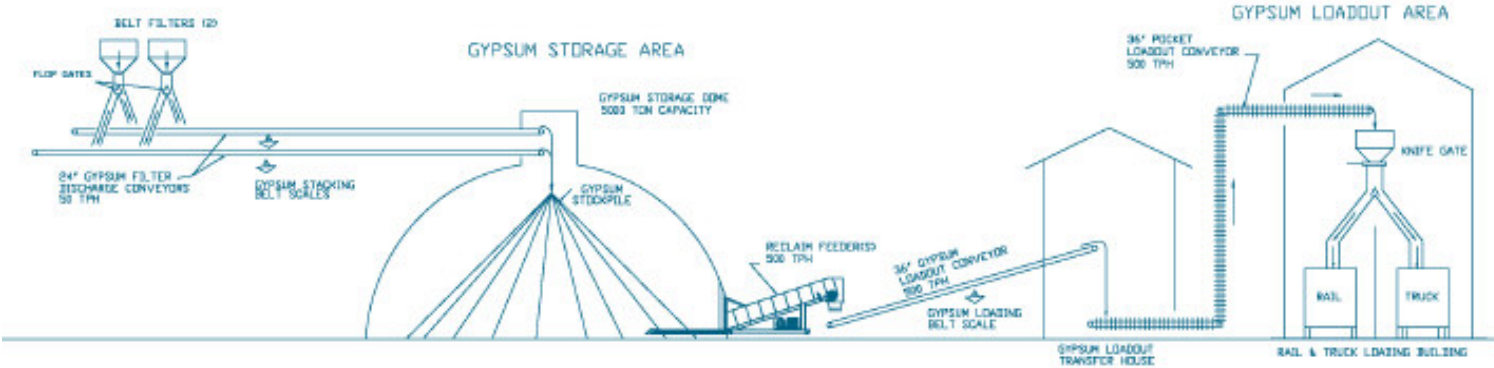 BELT FILTERS (2)
FLOP GATES
GYPSUM STORAGE AREA
GYPSUM STORAGE DOME
5000 TON CAPACITY
24" GYPSUM FILTER
DISCHARGE CONVEYORS
50 TPH
GYPSUM STACKING
BELT SCALES
GYPSUM
STOCKPILE
RECLAIM FEEDER(S)
500 TPH
36" GYPSUM
LOADOUT CONVEYOR
500 TPH
GYPSUM LOADING
BELT SCALE
GYPSUM LOADOUT
TRANSFER HOUSE
GYPSUM LOADOUT AREA
36" POCKET
LOADOUT CONVEYOR
500 TPH
KNIFE GATE
RAIL
TRUCK
RAIL & TRUCK LOADING BUILDING